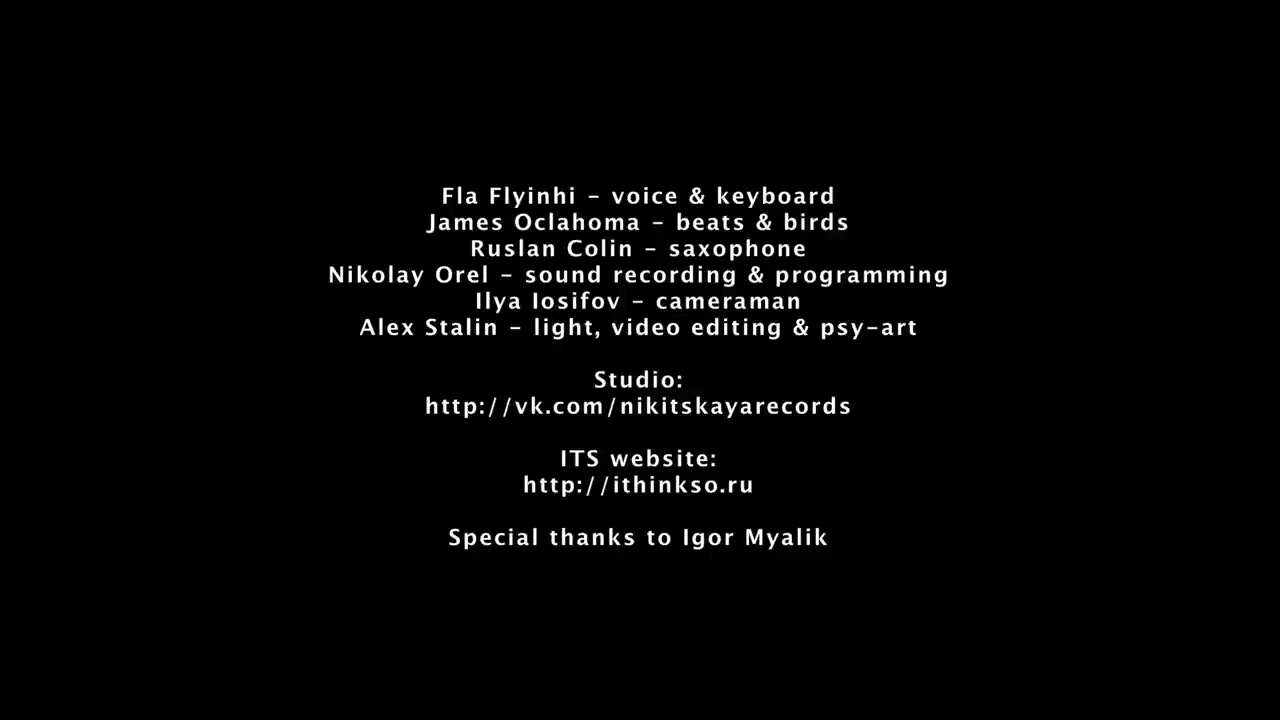 Fla Flyinhi – voice & keyboard
James Oclahoma – beats & birds
Ruslan Colin – saxophone
Nikolay Orel – sound recording & programming
Ilya Iosifov – cameraman
Alex Stalin – light, video editing & psy-art
Studio:
http://vk.com/nikitskayarecords
ITS website:
http://ithinkso.ru
Special thanks to Igor Myalik